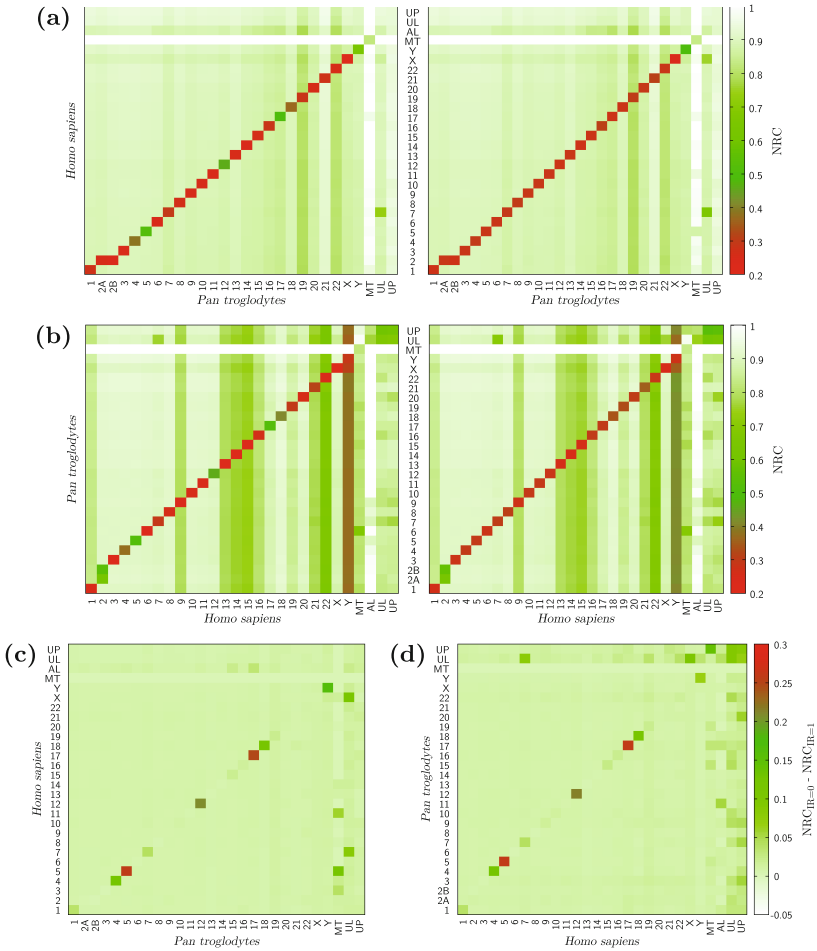 (a)
Homo sapiens
UP
UL
AL
MT
Y
X
22
21
20
19
18
17
16
15
14
13
12
11
10
9
8
7
6
5
4
3
2
1
1 2A 2B 3 4 5 6 7 8 9 10 11 12 13 14 15 16 17 18 19 20 21 22 X Y MT UL UP
Pan troglodytes
1 2A 2B 3 4 5 6 7 8 9 10 11 12 13 14 15 16 17 18 19 20 21 22 X Y MT UL UP
Pan troglodytes
1
0.9
0.8
0.7
0.6
0.5
0.4
0.3
0.2
NRC
(b)
Pan troglodytes
UP
UL
MT
Y
X
22
21
20
19
18
17
16
15
14
13
12
11
10
9
8
7
6
5
4
3
2B
2A
1
1 2 3 4 5 6 7 8 9 10 11 12 13 14 15 16 17 18 19 20 21 22 X Y MT AL UL UP
Homo sapiens
1 2 3 4 5 6 7 8 9 10 11 12 13 14 15 16 17 18 19 20 21 22 X Y MT AL UL UP
Homo sapiens
1
0.9
0.8
0.7
0.6
0.5
0.4
0.3
0.2
NRC
(c)
Homo sapiens
UP
UL
AL
MT
Y
X
22
21
20
19
18
17
16
15
14
13
12
11
10
9
8
7
6
5
4
3
2
1
1 2A 2B 3 4 5 6 7 8 9 10 11 12 13 14 15 16 17 18 19 20 21 22 X Y MT UL UP
Pan troglodytes
(d)
Pan troglodytes
UP
UL
MT
Y
X
22
21
20
19
18
17
16
15
14
13
12
11
10
9
8
7
6
5
4
3
2B
2A
1
1 2 3 4 5 6 7 8 9 10 11 12 13 14 15 16 17 18 19 20 21 22 X Y MT AL UL UP
Homo sapiens
0.3
0.25
0.2
0.15
0.1
0.05
0
-0.05
NRC IR=0 - NRC IR=1